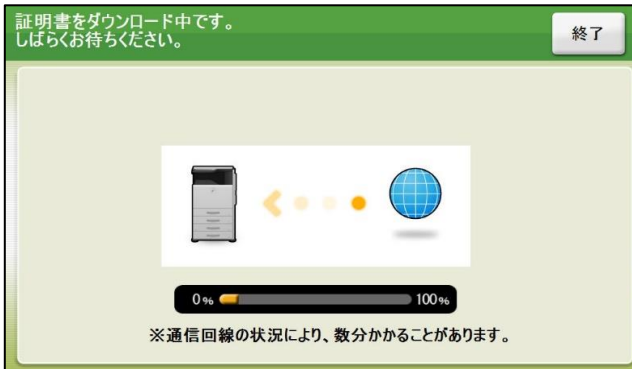 証明書をダウンロード中です。
しばらくお待ちください。
終了
0%
100%
※通信回線の状況により、数分かかることがあります。